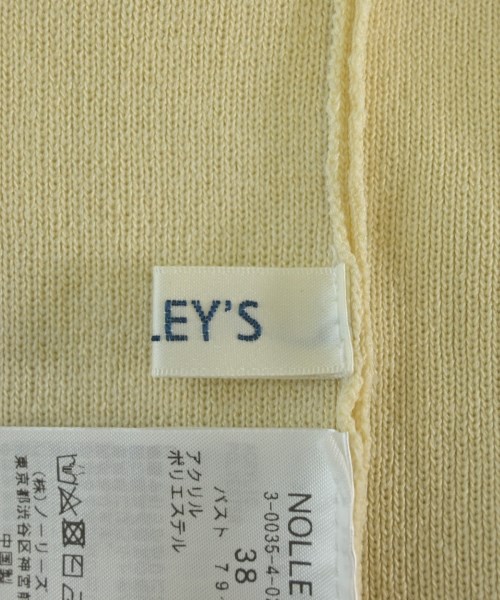 LEY'S
NOLLE
3-0035-4-0
38
バスト 79
アクリル
ポリエステル
(株)ノーリーズ
東京都渋谷区神宮前
中国製